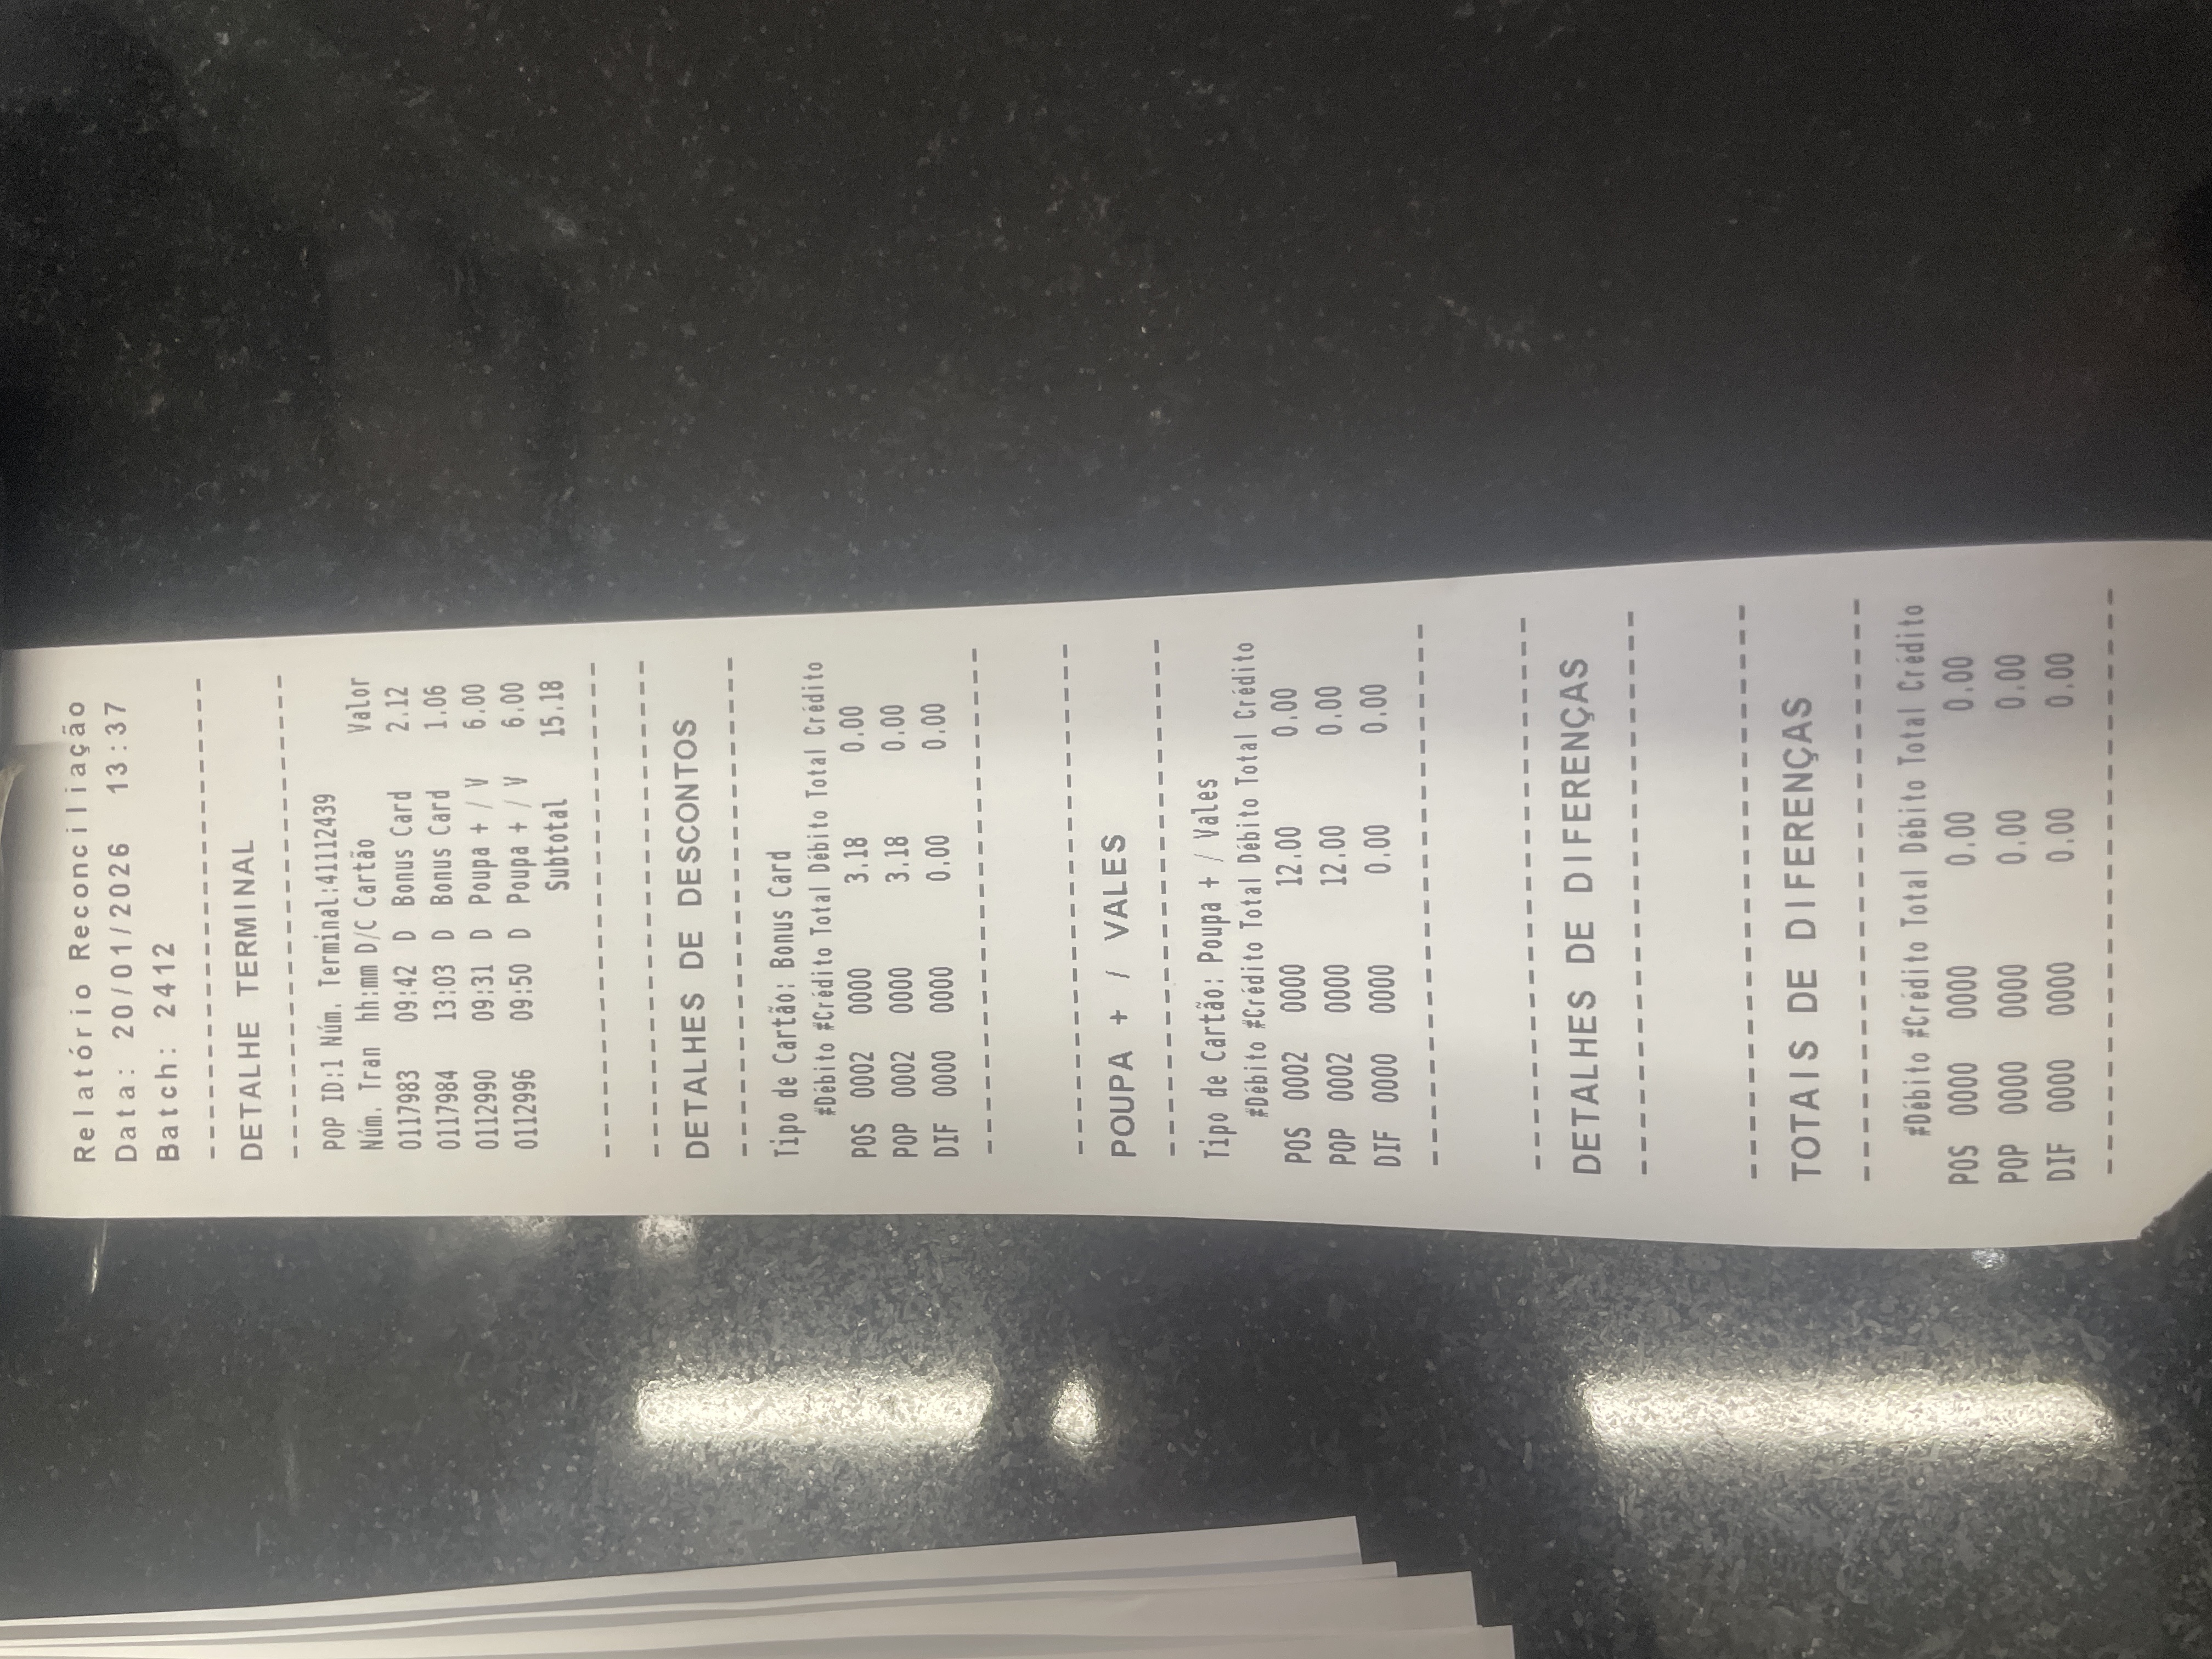 Relatório Reconciliação
Data: 20/01/2026 13:37
Batch: 2412
--------------------------
DETALHE TERMINAL
--------------------------
POP ID:1 Núm. Terminal:41112439
Núm. Tran hh:mm D/C Cartão Valor
0117983 09:42 D Bonus Card 2.12
0117984 13:03 D Bonus Card 1.06
0112990 09:31 D Poupa + / V 6.00
0112996 09:50 D Poupa + / V 6.00
Subtotal 15.18
--------------------------
--------------------------
DETALHES DE DESCONTOS
--------------------------
Tipo de Cartão: Bonus Card
#Débito #Crédito Total Débito Total Crédito
POS 0002 0000 3.18 0.00
POP 0002 0000 3.18 0.00
DIF 0000 0000 0.00 0.00
--------------------------
--------------------------
POUPA + / VALES
--------------------------
Tipo de Cartão: Poupa + / Vales
#Débito #Crédito Total Débito Total Crédito
POS 0002 0000 12.00 0.00
POP 0002 0000 12.00 0.00
DIF 0000 0000 0.00 0.00
--------------------------
--------------------------
DETALHES DE DIFERENÇAS
--------------------------
--------------------------
TOTAIS DE DIFERENÇAS
--------------------------
#Débito #Crédito Total Débito Total Crédito
POS 0000 0000 0.00 0.00
POP 0000 0000 0.00 0.00
DIF 0000 0000 0.00 0.00
--------------------------